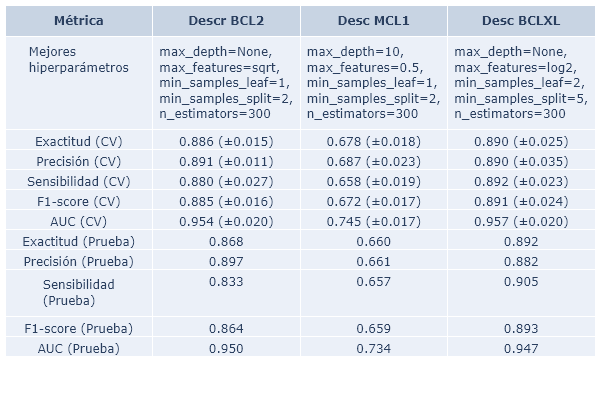 Métrica Descr BCL2 Desc MCL1 Desc BCLXL
Mejores max_depth=None, max_depth=10, max_depth=None,
hiperparámetros max_features=sqrt, max_features=0.5, max_features=log2,
min_samples_leaf=1, min_samples_leaf=1, min_samples_leaf=2,
min_samples_split=2, min_samples_split=2, min_samples_split=5,
n_estimators=300 n_estimators=300 n_estimators=300
Exactitud (CV) 0.886 (±0.015) 0.678 (±0.018) 0.890 (±0.025)
Precisión (CV) 0.891 (±0.011) 0.687 (±0.023) 0.890 (±0.035)
Sensibilidad (CV) 0.880 (±0.027) 0.658 (±0.019) 0.892 (±0.023)
F1-score (CV) 0.885 (±0.016) 0.672 (±0.017) 0.891 (±0.024)
AUC (CV) 0.954 (±0.020) 0.745 (±0.017) 0.957 (±0.020)
Exactitud (Prueba) 0.868 0.660 0.892
Precisión (Prueba) 0.897 0.661 0.882
Sensibilidad 0.833 0.657 0.905
(Prueba)
F1-score (Prueba) 0.864 0.659 0.893
AUC (Prueba) 0.950 0.734 0.947